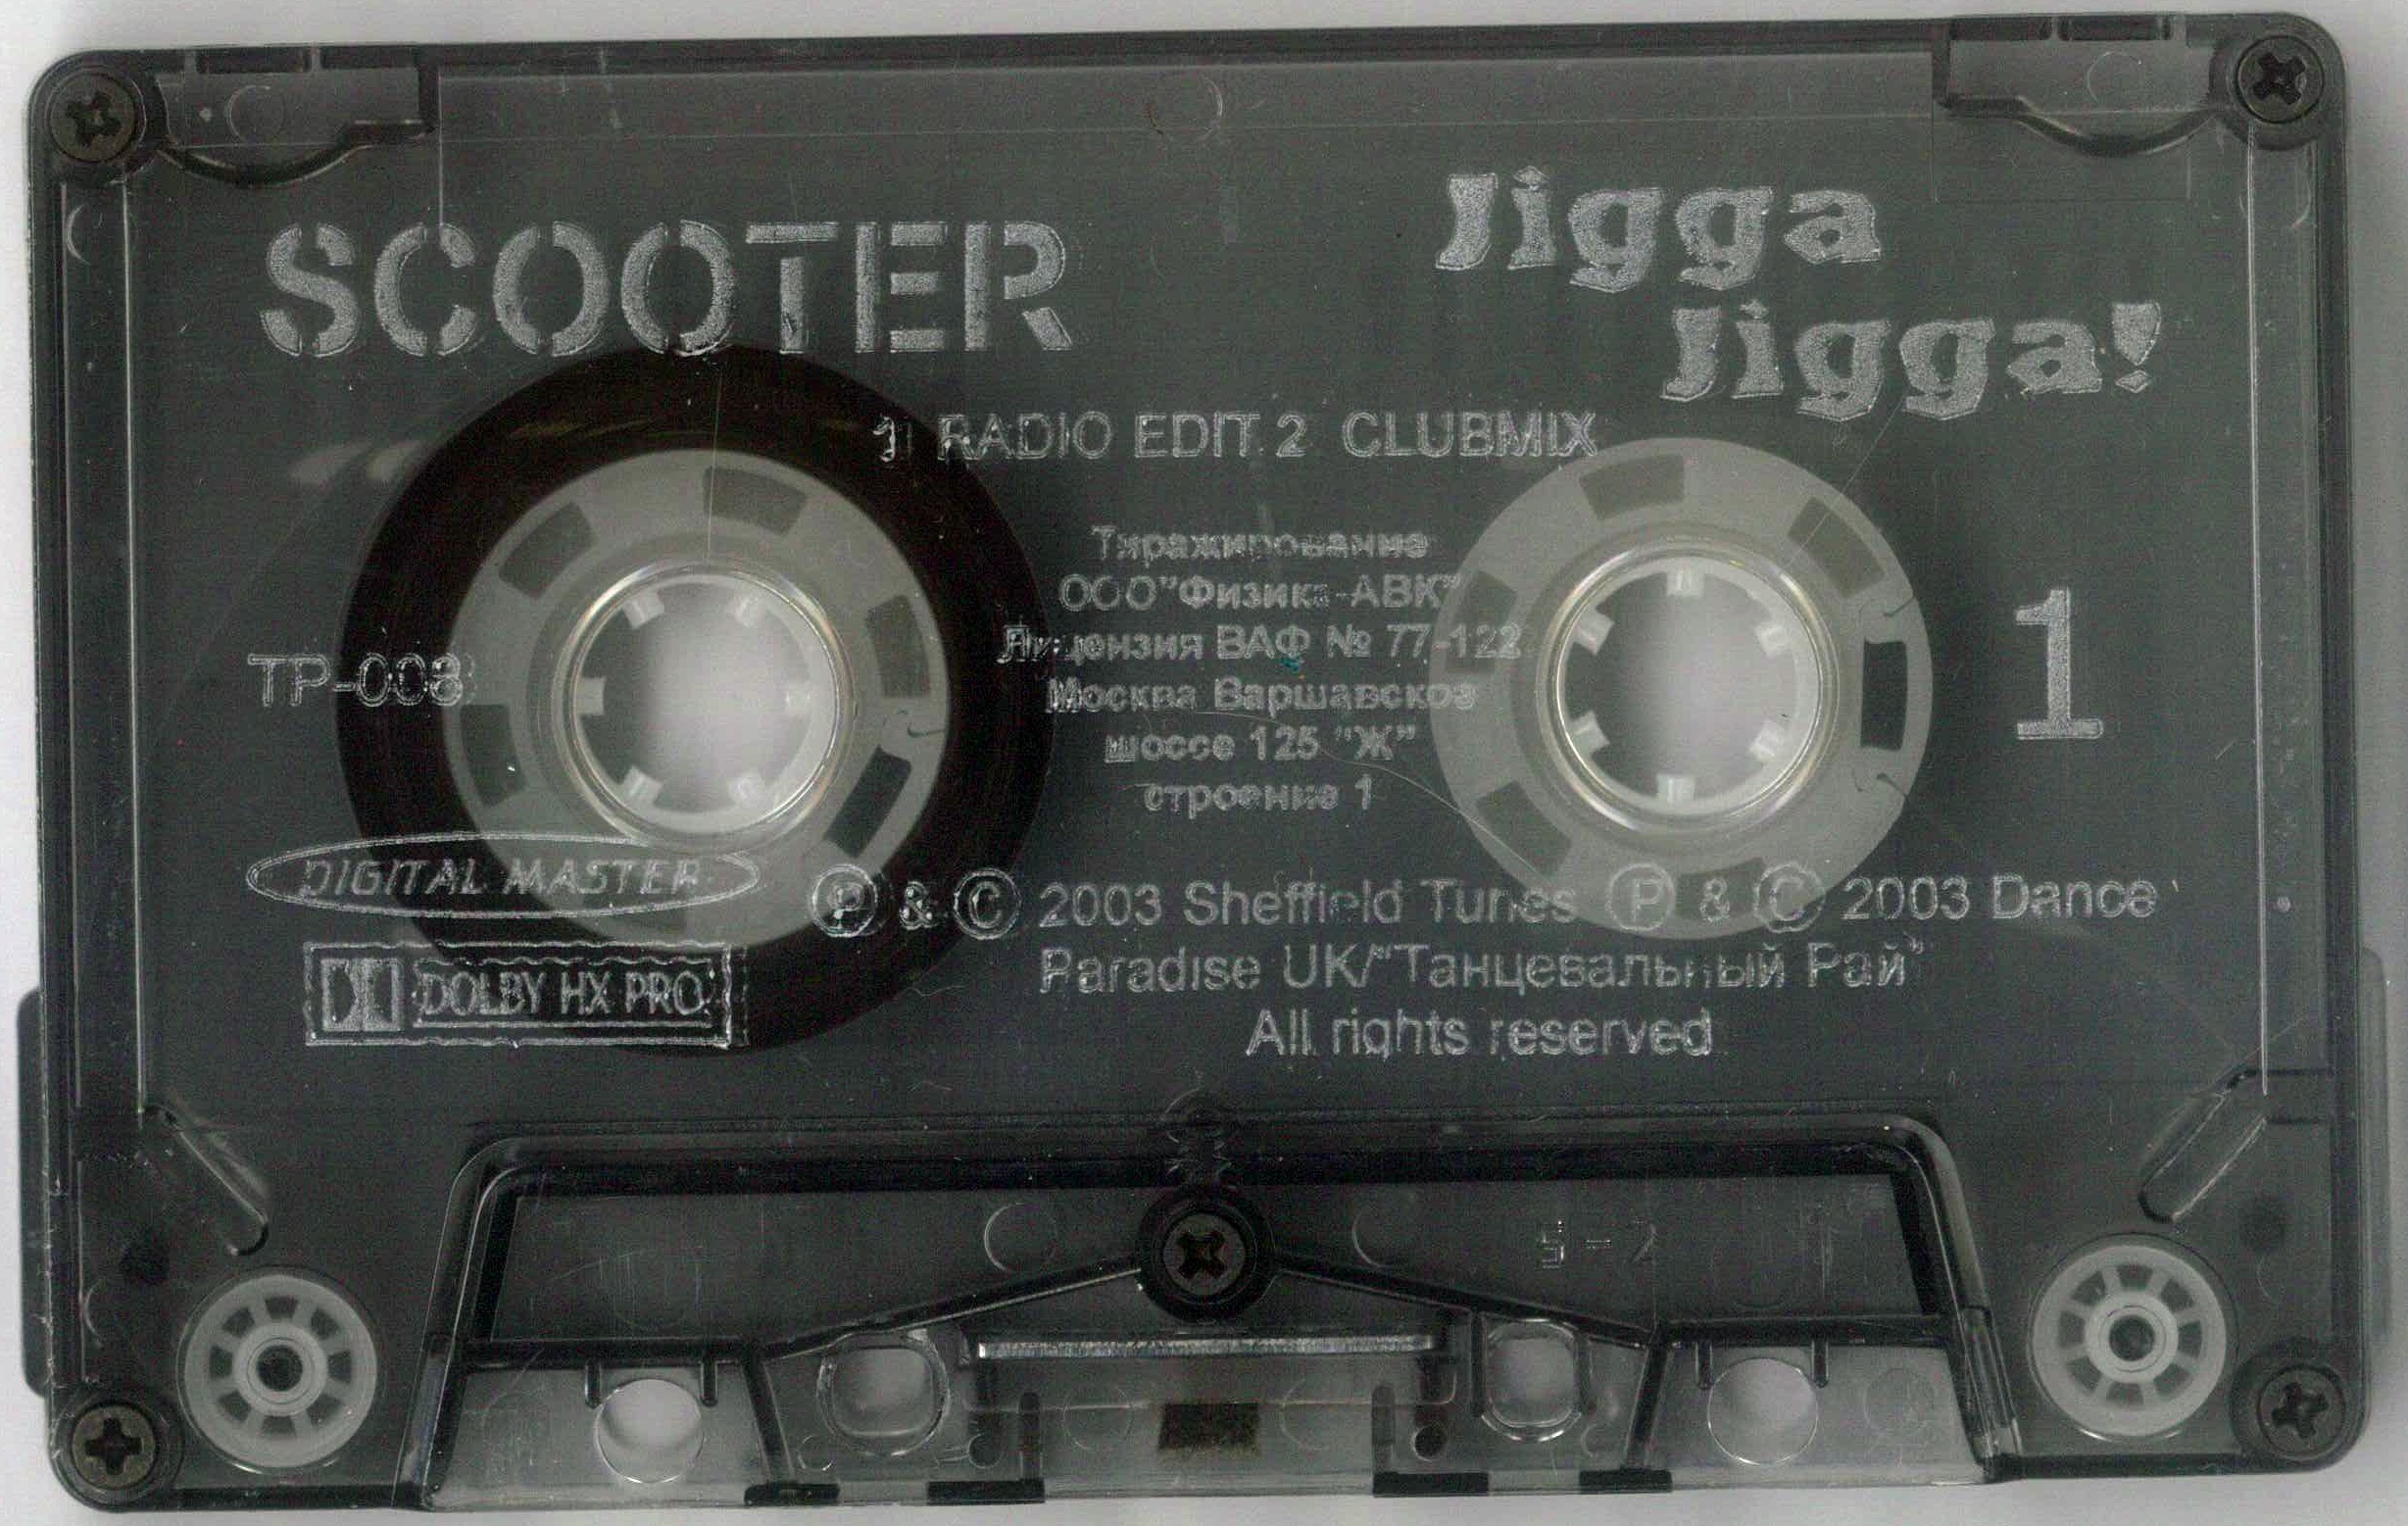 SCOOTER
Jigga
Jigga!
1 RADIO EDIT 2 CLUBMIX
Тиражирование
ООО"Физика-АВК"
Лицензия ВАФ № 77-122
Москва Варшавское
шоссе 125 "Ж"
строение 1
TP-008
1
DIGITAL MASTER
DOLBY HX PRO
Ⓟ & © 2003 Sheffield Tunes Ⓟ & © 2003 Dance
Paradise UK/"Танцевальный Рай"
All rights reserved